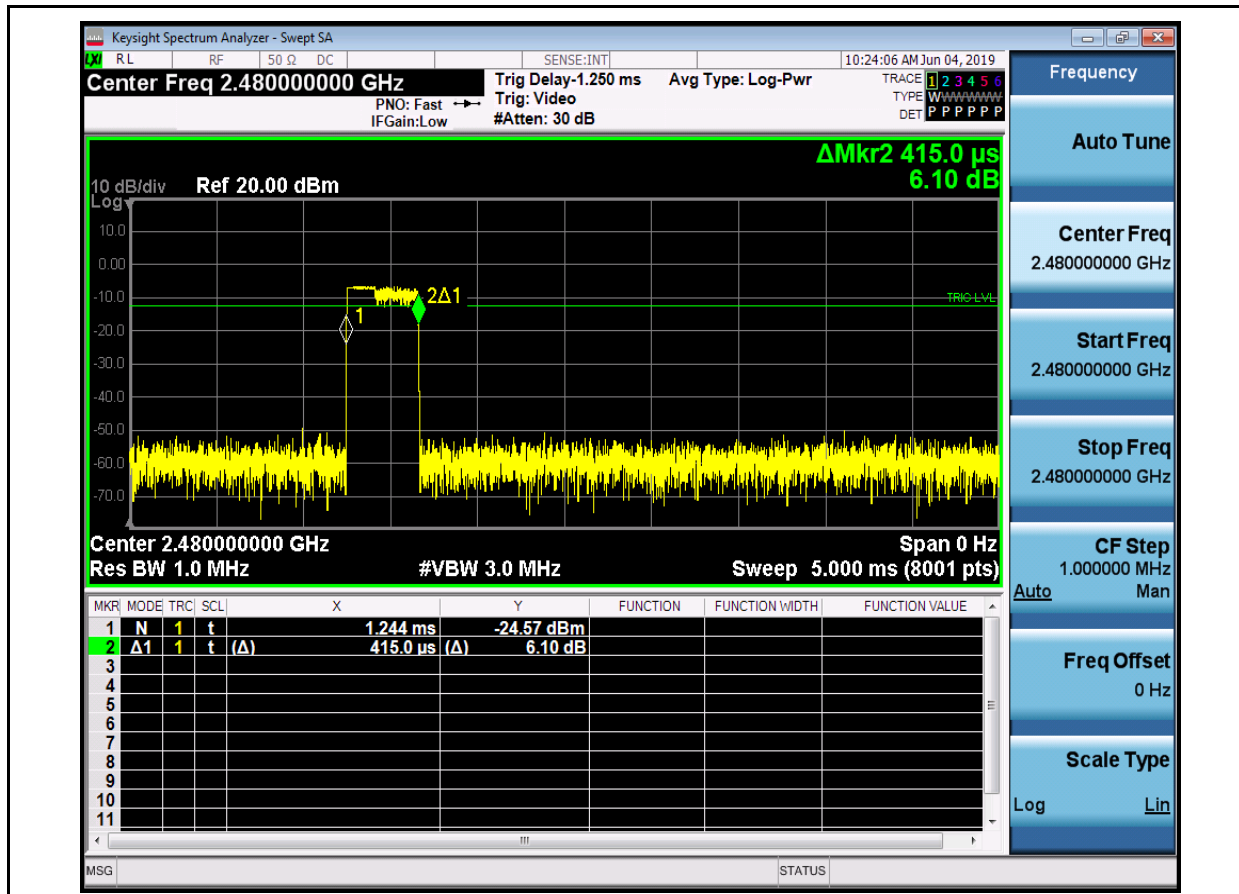 Keysight Spectrum Analyzer - Swept SA
LXI RL RF 50 Ω DC SENSE:INT 10:24:06 AM Jun 04, 2019
Center Freq 2.480000000 GHz
PNO: Fast
IFGain:Low
Trig Delay-1.250 ms
Trig: Video
#Atten: 30 dB
Avg Type: Log-Pwr
TRACE 1 2 3 4 5 6
TYPE WWWWWW
DET P P P P P P
ΔMkr2 415.0 µs
6.10 dB
10 dB/div Ref 20.00 dBm
Log
10.0
0.00
-10.0
-20.0
-30.0
-40.0
-50.0
-60.0
-70.0
1
2Δ1
TRIG LVL
Center 2.480000000 GHz Span 0 Hz
Res BW 1.0 MHz #VBW 3.0 MHz Sweep 5.000 ms (8001 pts)
MKR MODE TRC SCL X Y FUNCTION FUNCTION WIDTH FUNCTION VALUE
1 N 1 t 1.244 ms -24.57 dBm
2 Δ1 1 t (Δ) 415.0 µs (Δ) 6.10 dB
3
4
5
6
7
8
9
10
11
MSG STATUS
Frequency
Auto Tune
Center Freq
2.480000000 GHz
Start Freq
2.480000000 GHz
Stop Freq
2.480000000 GHz
CF Step
1.000000 MHz
Auto Man
Freq Offset
0 Hz
Scale Type
Log Lin